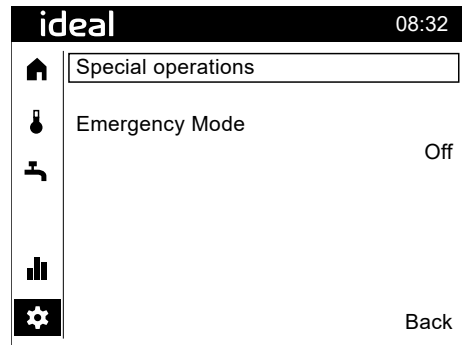 ideal 08:32
Special operations
Emergency Mode
Off
Back